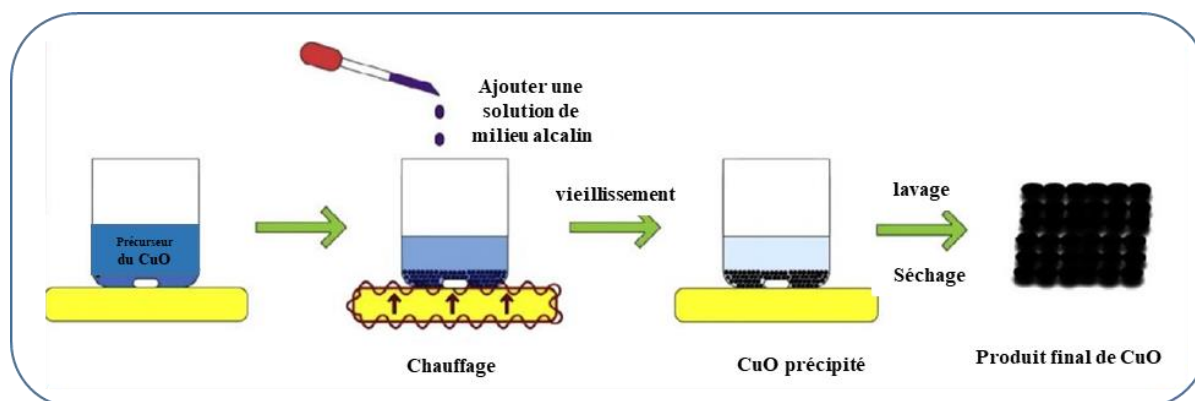 Ajouter une
solution de
milieu alcalin
Précurseur
du CuO
vieillissement
lavage
Séchage
Chauffage
CuO précipité
Produit final de CuO